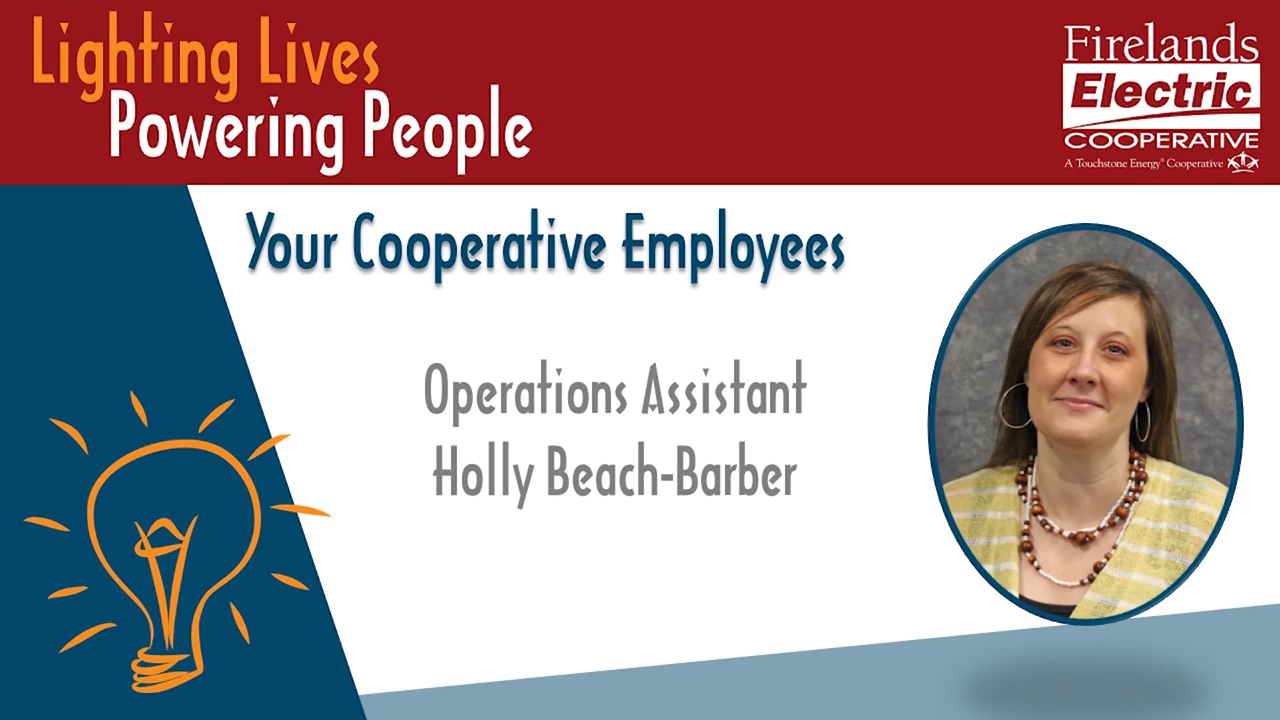 Lighting Lives
Powering People
Firelands
Electric
COOPERATIVE
A Touchstone Energy® Cooperative
Your Cooperative Employees
Operations Assistant
Holly Beach-Barber